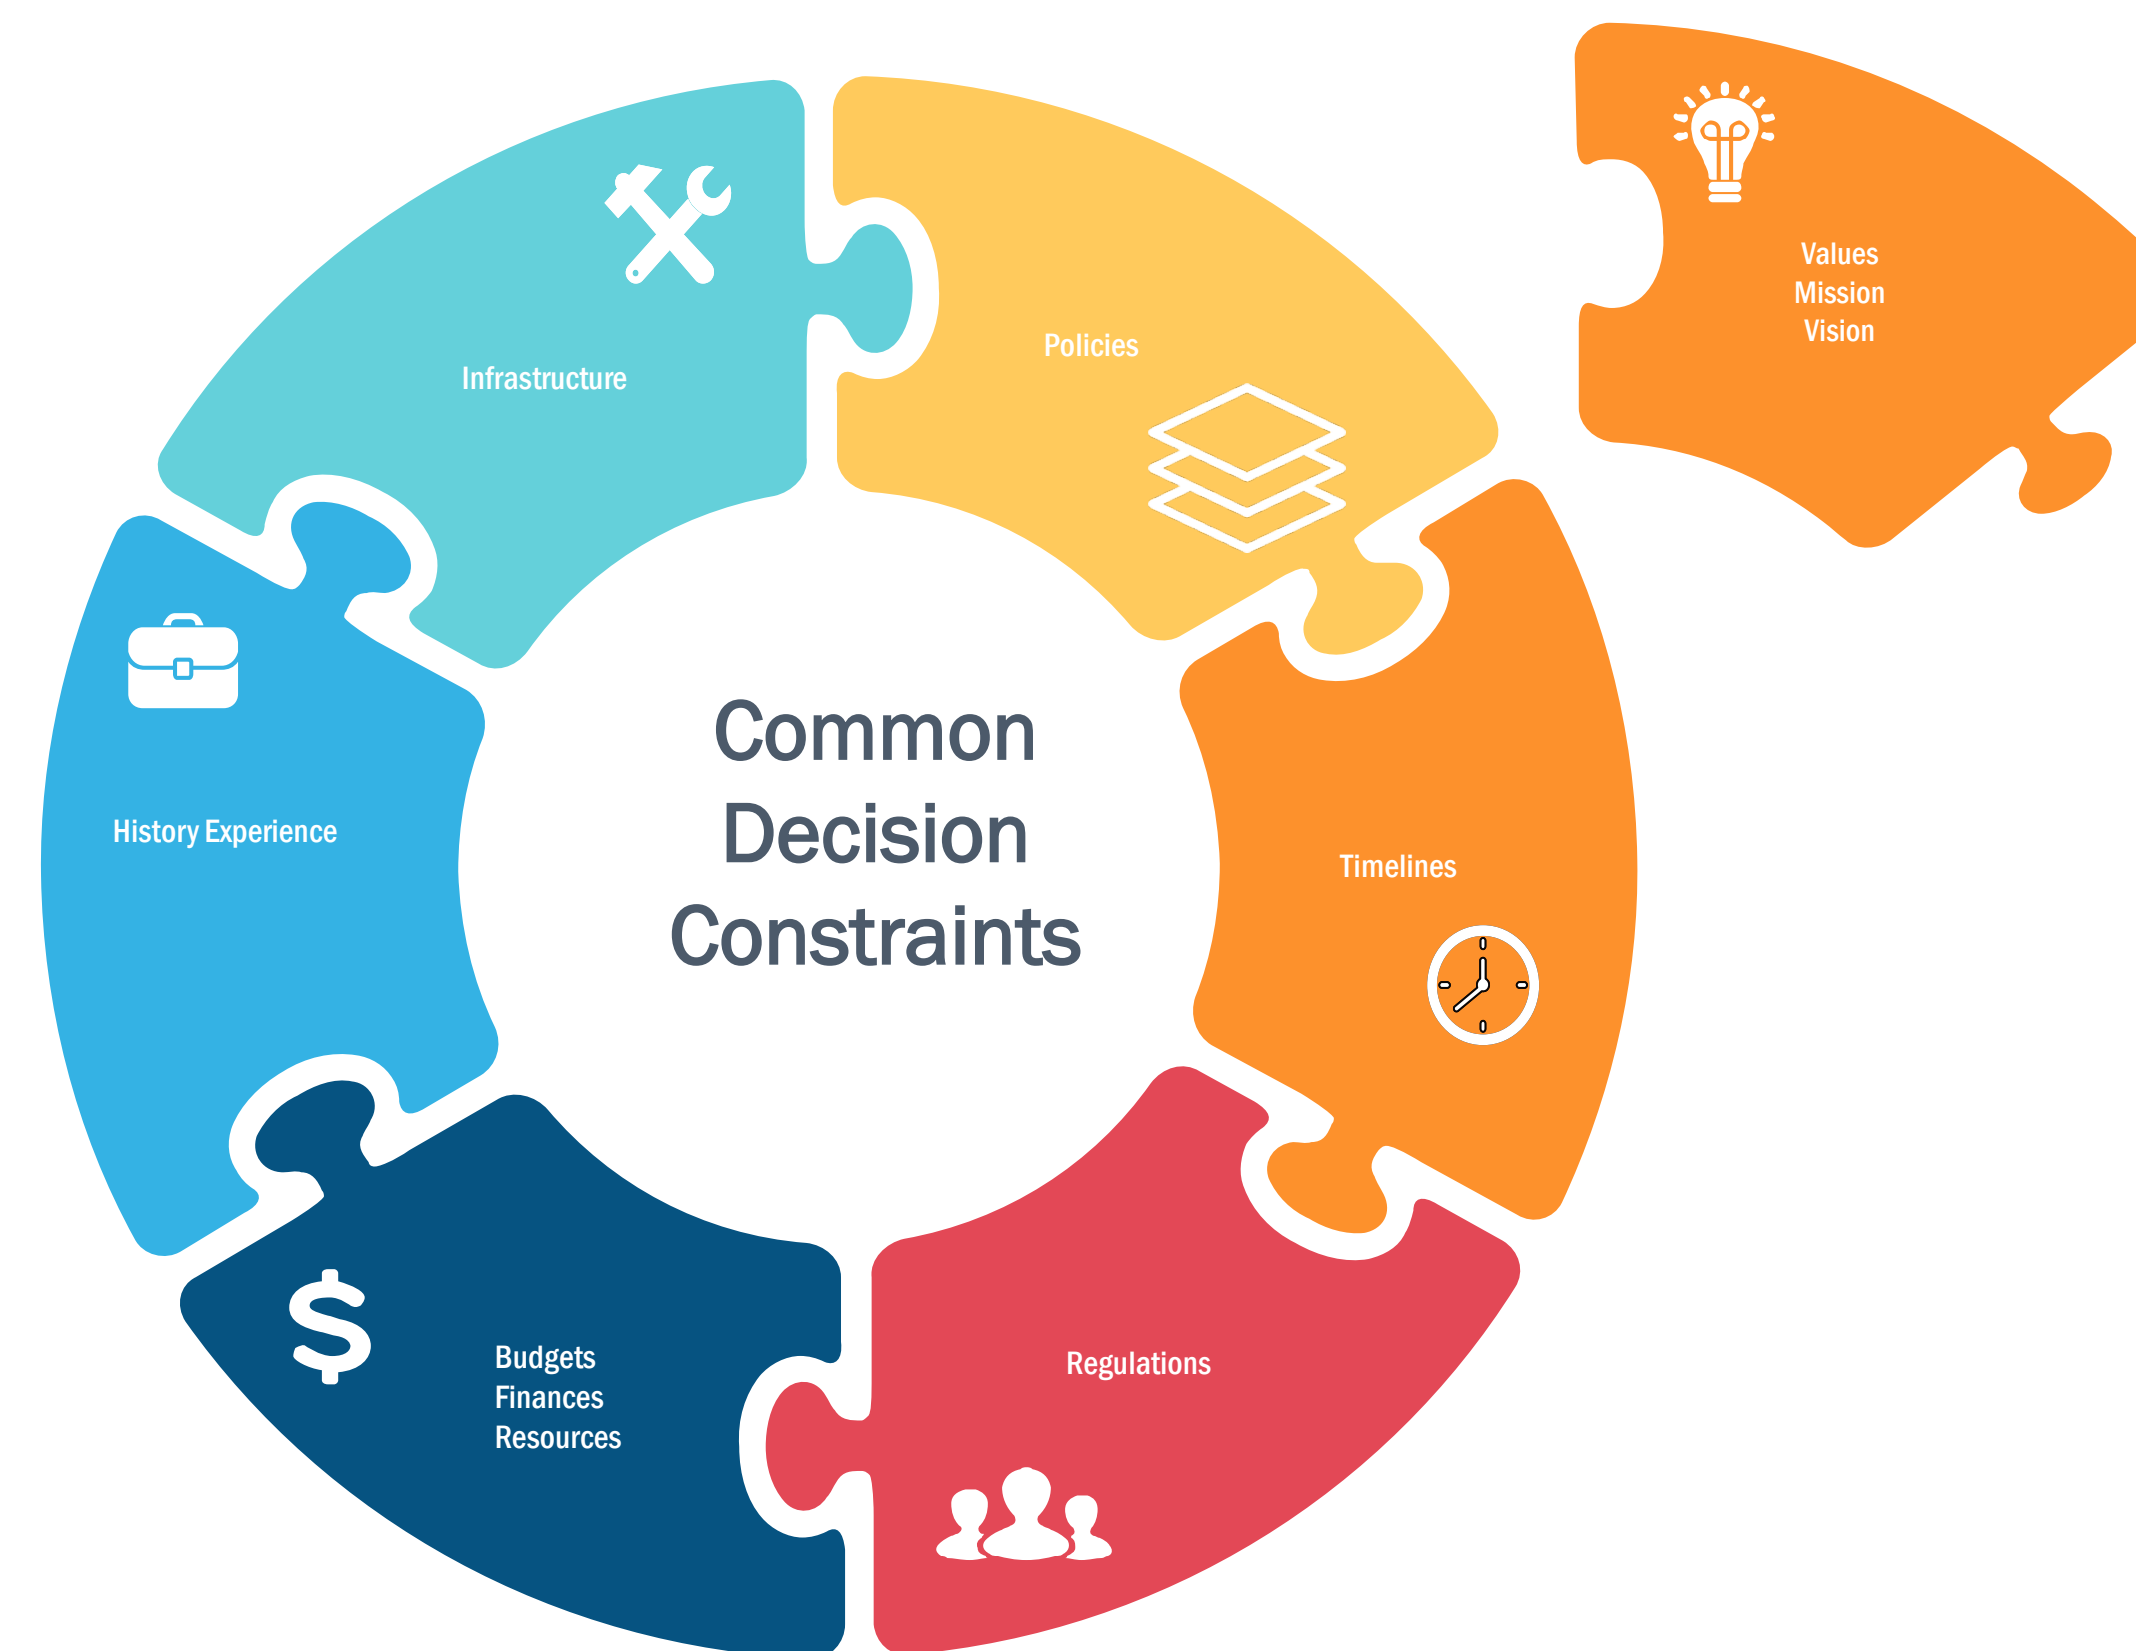 Values
Mission
Vision
Policies
Infrastructure
Common
Decision
Constraints
History Experience
Timelines
Budgets
Finances
Resources
Regulations